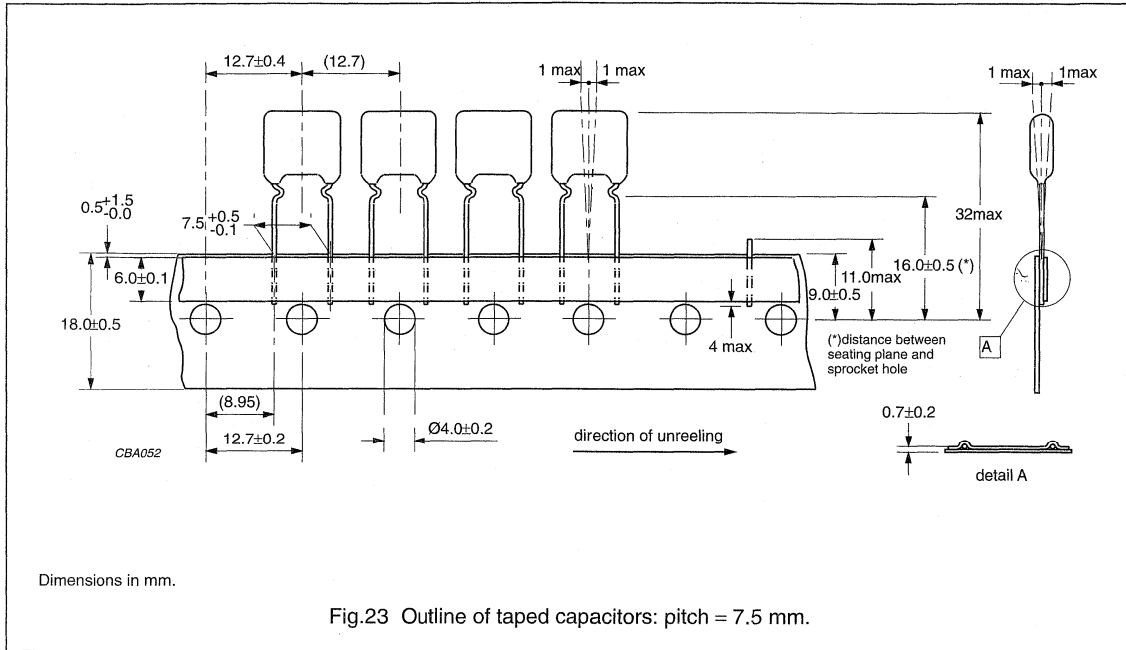 12.7±0.4
(12.7)
1 max
1 max
1 max
1max
0.5+1.5
-0.0
7.5+0.5
-0.1
32max
16.0±0.5 (*)
11.0max
9.0±0.5
6.0±0.1
18.0±0.5
4 max
(*)distance between
seating plane and
sprocket hole
A
(8.95)
12.7±0.2
Ø4.0±0.2
direction of unreeling
0.7±0.2
CBA052
detail A
Dimensions in mm.
Fig.23 Outline of taped capacitors: pitch = 7.5 mm.